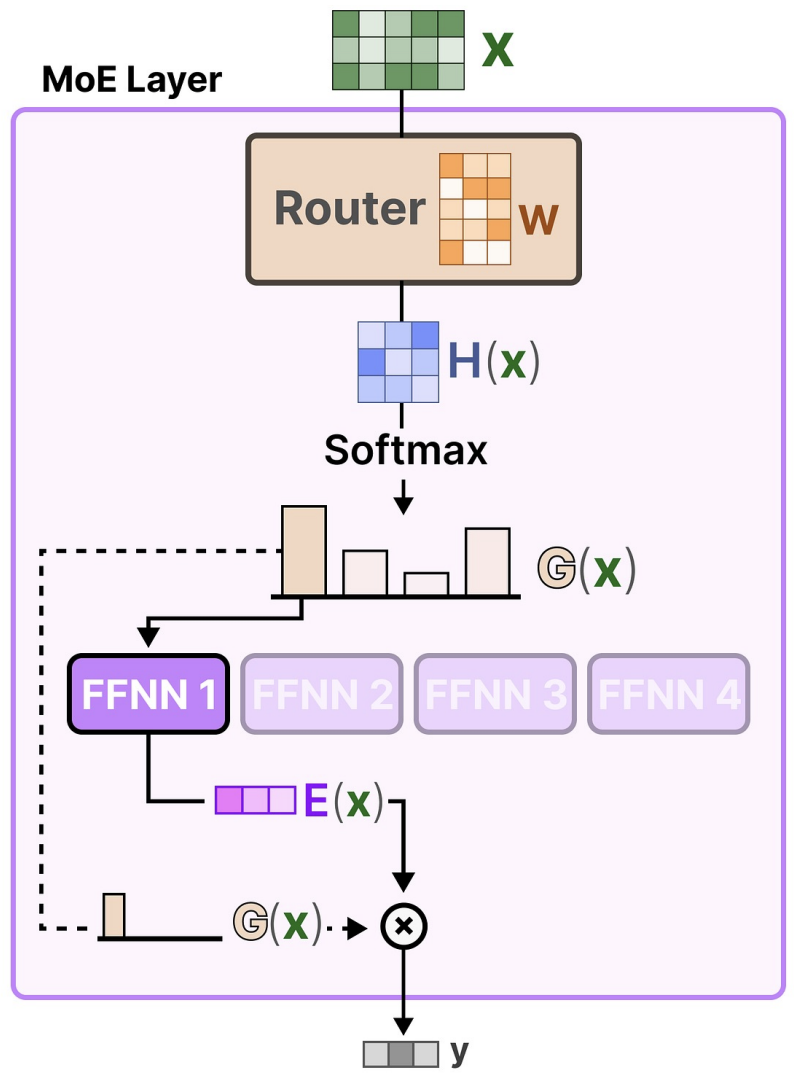 x
MoE Layer
Router W
H(x)
Softmax
G(x)
FFNN 1 FFNN 2 FFNN 3 FFNN 4
E(x)
G(x)
y